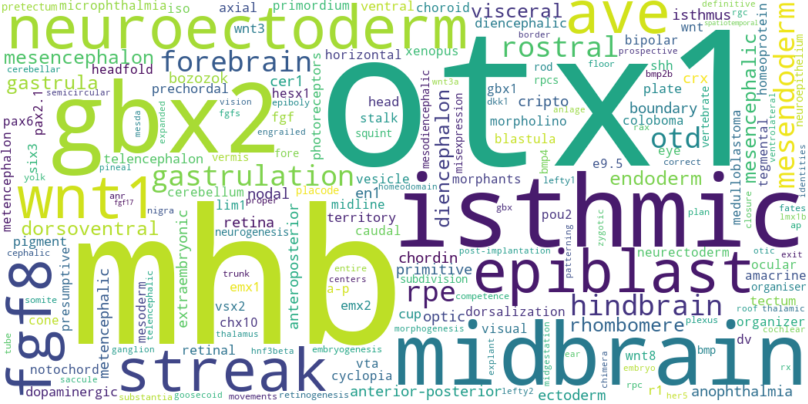 pretectum microphthalmia iso axial primordium ventral choroid isthmus definitive rgc
neuroectoderm wnt3 diencephalic visceral ave wnt spatiotemporal
mesencephalon forebrain horizontal xenopus rostral bipolar border prospective
cerebellar headfold bozozok cer1 photoreceptors rod rpcs shh floor bmp2b
gastrula prechordal hesx1 head gbx1 cripto plate crx
semicircular vision epiboly stalk dkk1 wnt3a anlage boundary vertebrate
pax6 pax2.1 gbx2 mesda expanded fgfs fgf squint otx1 morpholino otd coloboma rax
engrailed mesodiencephalic misexpression blastula eye mesencephalic homeoprotein neuroepithelium
six3 telencephalon vermis fore diencephalon bmp4 e9.5 medulloblastoma tegmental ventrolateral mesendoderm
yolk pineal gastrulation vesicle morphants lefty1 endoderm correct identities
metencephalon wnt1 anr fgf17 placode cerebellum nodal en1 homeodomain gbx pou2 closure fates
nigra proper lim1 midline territory caudal neurectoderm zygotic plan lmx1b ap
dorsoventral retina neurogenesis isthmic
pigment cephalic extraembryonic anteroposterior chordin post-implantation patterning otic exit
fgf8 presumptive mhb trunk emx1 centers entire a-p primitive epiblast ocular amacrine
somite cone metencephalic mesoderm telencephalic vsx2 emx2 rpe subdivision competence organiser
tube notochord chx10 thalamus cup optic dorsalization hindbrain tectum
ganglion hnf3beta embryogenesis morphogenesis visual rhombomere organizer roof thalamic
streak retinal vta bmp explant midgestation ear midbrain wnt8 dv plexus cochlear
saccule cyclopia embryo chimera rpc r1 rx
dopaminergic substantia goosecoid movements retinogenesis anterior-posterior lefty2 ectoderm her5 anophthalmia